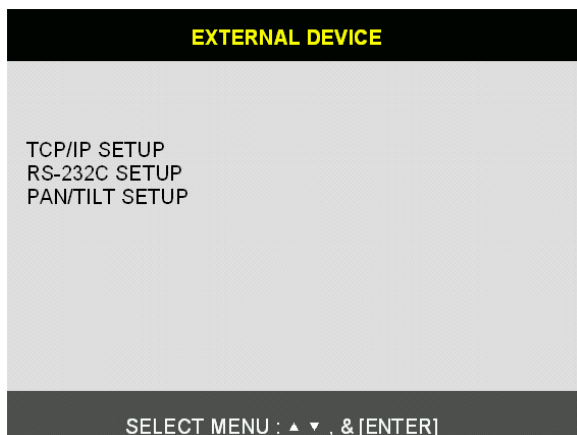 EXTERNAL DEVICE
TCP/IP SETUP
RS-232C SETUP
PAN/TILT SETUP
SELECT MENU : ▲ ▼ , & [ENTER]